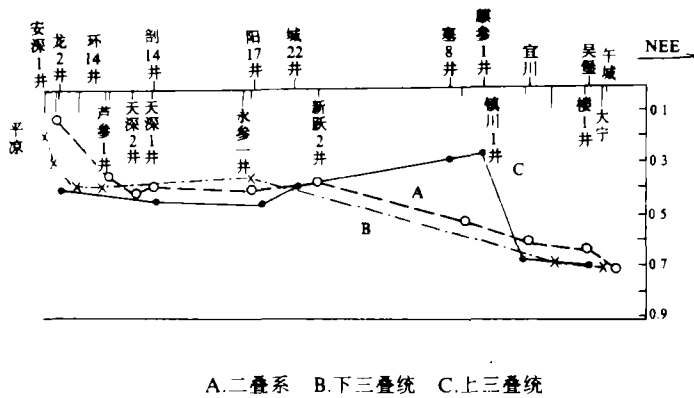 安深1井
龙2井
环14井
剖14井
阳17井
城22井
塞8井
麒参1井
宜川
吴堡
午城
NEE
平凉
芦参1井
天深2井
天深1井
永参一井
新跃2井
镇川1井
楼1井
大宁
0 1
0 3
0 5
0 7
0.9
A
B
C
A.二叠系 B.下三叠统 C.上三叠统